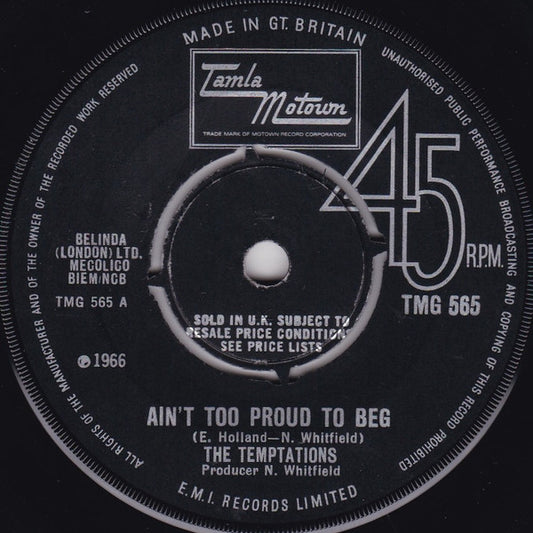 MADE IN GT. BRITAIN
UNAUTHORISED PUBLIC PERFORMANCE BROADCASTING AND COPYING OF THIS RECORD PROHIBITED
ALL RIGHTS OF THE MANUFACTURER AND OF THE OWNER OF THE RECORDED WORK RESERVED
Tamla
Motown
TRADE MARK OF MOTOWN RECORD CORPORATION
45
R.P.M.
TMG 565
BELINDA
(LONDON) LTD.
MECOLICO
BIEM/NCB
TMG 565 A
℗ 1966
SOLD IN U.K. SUBJECT TO
RESALE PRICE CONDITIONS
SEE PRICE LISTS
AIN'T TOO PROUD TO BEG
(E. Holland—N. Whitfield)
THE TEMPTATIONS
Producer N. Whitfield
E.M.I. RECORDS LIMITED